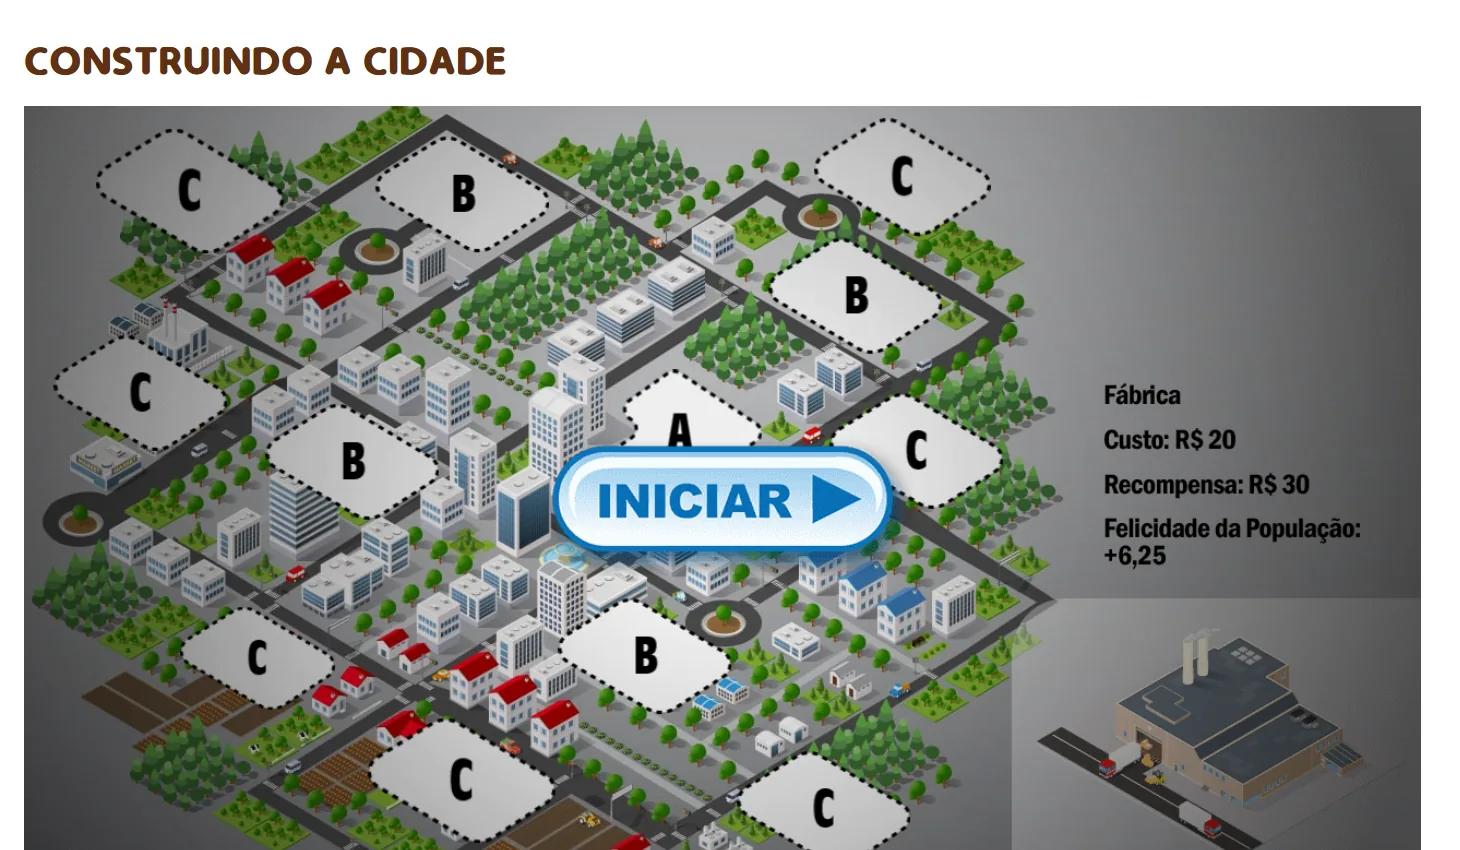 CONSTRUINDO A CIDADE
C
B
C
B
C
B
A
C
INICIAR
Fábrica
Custo: R$ 20
Recompensa: R$ 30
Felicidade da População:
+6,25
C
B
C
C